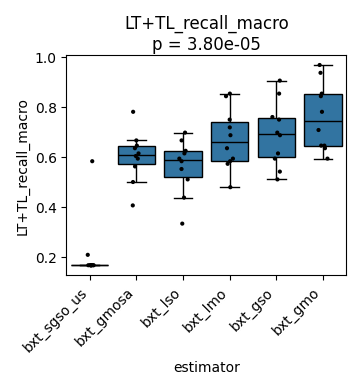 LT+TL_recall_macro
p = 3.80e-05
LT+TL_recall_macro
1.0
0.8
0.6
0.4
0.2
bxt_sgso_us
bxt_gmosa
bxt_lso
bxt_lmo
bxt_gso
bxt_gmo
estimator